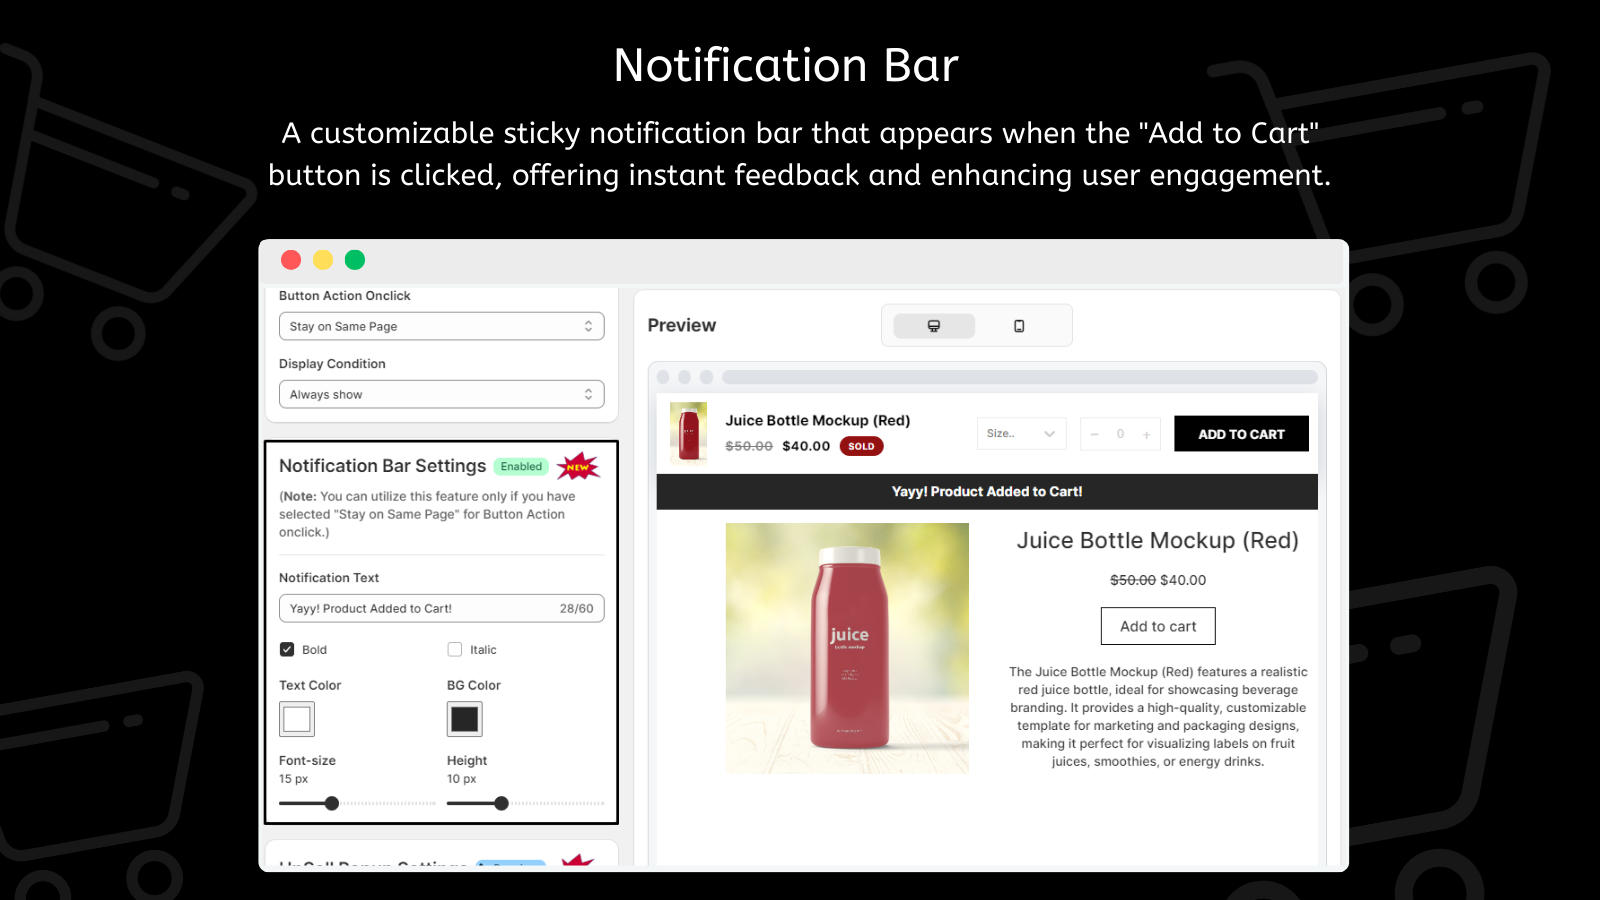 Notification Bar
A customizable sticky notification bar that appears when the "Add to Cart"
button is clicked, offering instant feedback and enhancing user engagement.
Button Action Onclick
Stay on Same Page
Display Condition
Always show
Notification Bar Settings Enabled NEW
(Note: You can utilize this feature only if you have
selected "Stay on Same Page" for Button Action
onclick.)
Notification Text
Yayy! Product Added to Cart! 28/60
Bold Italic
Text Color BG Color
Font-size Height
15 px 10 px
Preview
Juice Bottle Mockup (Red)
$50.00 $40.00 SOLD
Size.. − 0 + ADD TO CART
Yayy! Product Added to Cart!
juice
bottle mockup
Juice Bottle Mockup (Red)
$50.00 $40.00
Add to cart
The Juice Bottle Mockup (Red) features a realistic
red juice bottle, ideal for showcasing beverage
branding. It provides a high-quality, customizable
template for marketing and packaging designs,
making it perfect for visualizing labels on fruit
juices, smoothies, or energy drinks.